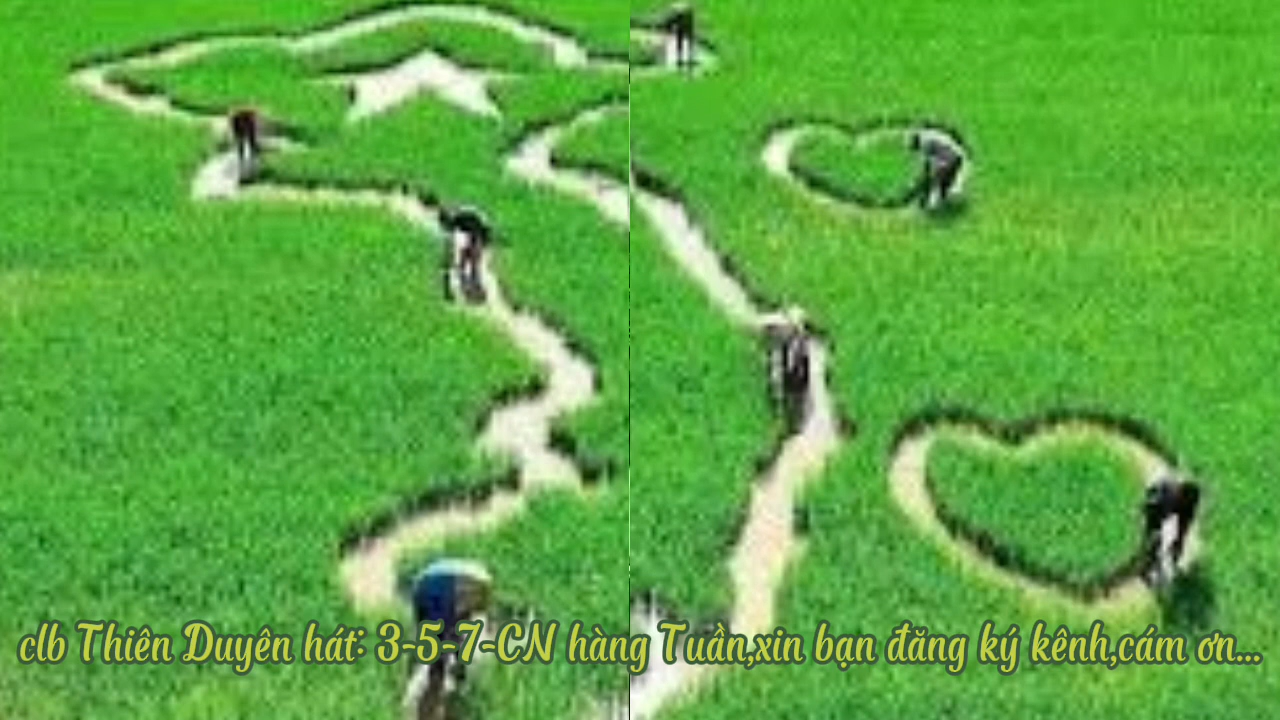 clb Thiên Duyên hát: 3-5-7-CN hàng Tuần,xin bạn đăng ký kênh,cám ơn...